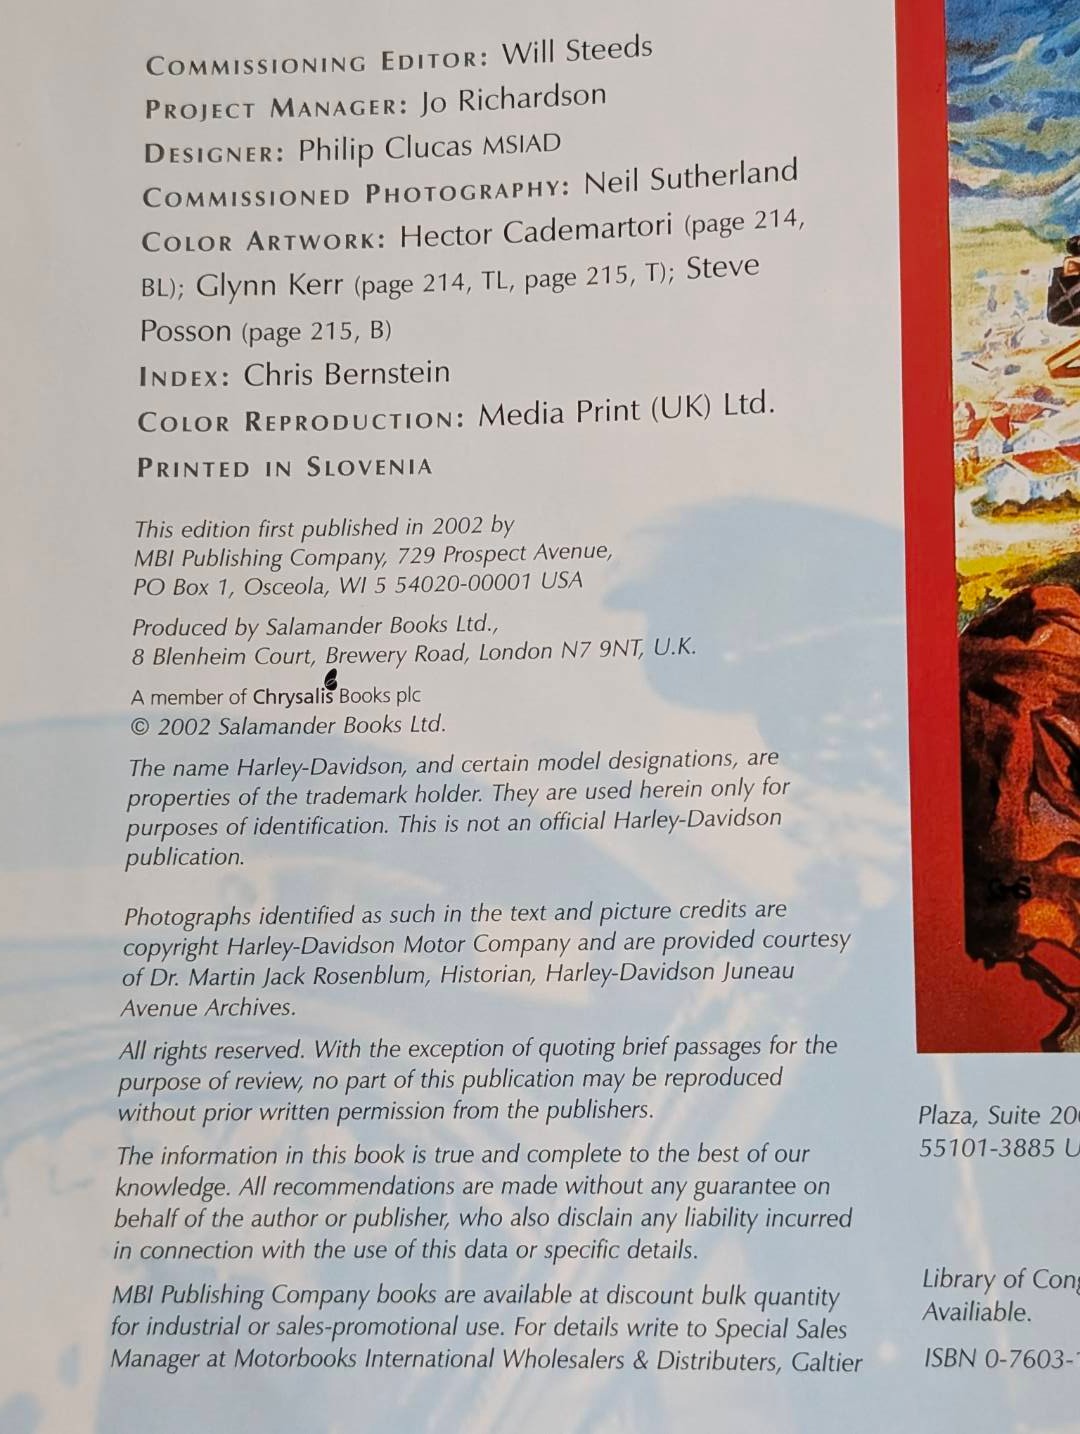 COMMISSIONING EDITOR: Will Steeds
PROJECT MANAGER: Jo Richardson
DESIGNER: Philip Clucas MSIAD
COMMISSIONED PHOTOGRAPHY: Neil Sutherland
COLOR ARTWORK: Hector Cademartori (page 214,
BL); Glynn Kerr (page 214, TL, page 215, T); Steve
Posson (page 215, B)
INDEX: Chris Bernstein
COLOR REPRODUCTION: Media Print (UK) Ltd.
PRINTED IN SLOVENIA
This edition first published in 2002 by
MBI Publishing Company, 729 Prospect Avenue,
PO Box 1, Osceola, WI 5 54020-00001 USA
Produced by Salamander Books Ltd.,
8 Blenheim Court, Brewery Road, London N7 9NT, U.K.
A member of Chrysalis Books plc
© 2002 Salamander Books Ltd.
The name Harley-Davidson, and certain model designations, are
properties of the trademark holder. They are used herein only for
purposes of identification. This is not an official Harley-Davidson
publication.
Photographs identified as such in the text and picture credits are
copyright Harley-Davidson Motor Company and are provided courtesy
of Dr. Martin Jack Rosenblum, Historian, Harley-Davidson Juneau
Avenue Archives.
All rights reserved. With the exception of quoting brief passages for the
purpose of review, no part of this publication may be reproduced
without prior written permission from the publishers.
The information in this book is true and complete to the best of our
knowledge. All recommendations are made without any guarantee on
behalf of the author or publisher, who also disclain any liability incurred
in connection with the use of this data or specific details.
MBI Publishing Company books are available at discount bulk quantity
for industrial or sales-promotional use. For details write to Special Sales
Manager at Motorbooks International Wholesalers & Distributers, Galtier
Plaza, Suite 20
55101-3885 U
Library of Con
Availiable.
ISBN 0-7603-